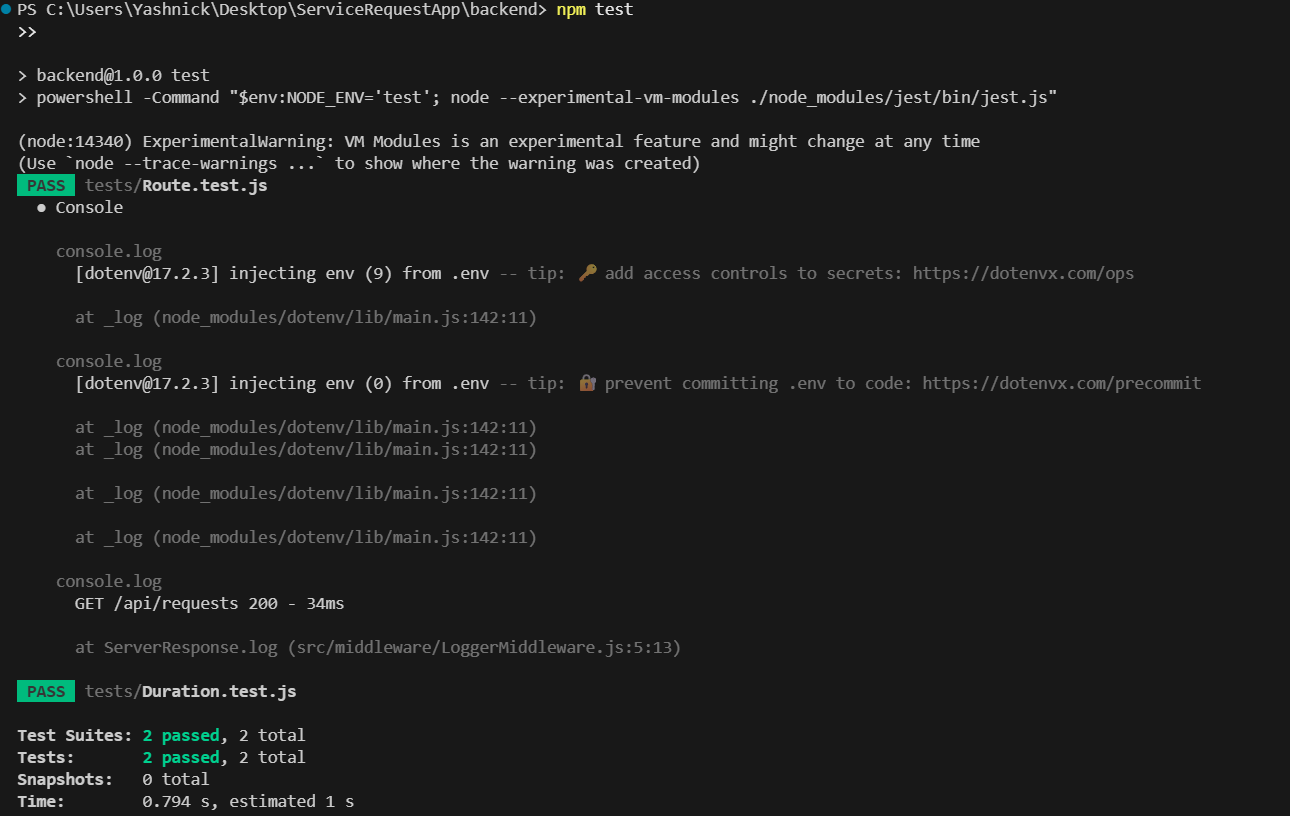 PS C:\Users\Yashnick\Desktop\ServiceRequestApp\backend> npm test
>>
> backend@1.0.0 test
> powershell -Command "$env:NODE_ENV='test'; node --experimental-vm-modules ./node_modules/jest/bin/jest.js"
(node:14340) ExperimentalWarning: VM Modules is an experimental feature and might change at any time
(Use `node --trace-warnings ...` to show where the warning was created)
PASS tests/Route.test.js
● Console
console.log
[dotenv@17.2.3] injecting env (9) from .env -- tip: 🔑 add access controls to secrets: https://dotenvx.com/ops
at _log (node_modules/dotenv/lib/main.js:142:11)
console.log
[dotenv@17.2.3] injecting env (0) from .env -- tip: 🔐 prevent committing .env to code: https://dotenvx.com/precommit
at _log (node_modules/dotenv/lib/main.js:142:11)
at _log (node_modules/dotenv/lib/main.js:142:11)
at _log (node_modules/dotenv/lib/main.js:142:11)
at _log (node_modules/dotenv/lib/main.js:142:11)
console.log
GET /api/requests 200 - 34ms
at ServerResponse.log (src/middleware/LoggerMiddleware.js:5:13)
PASS tests/Duration.test.js
Test Suites: 2 passed, 2 total
Tests: 2 passed, 2 total
Snapshots: 0 total
Time: 0.794 s, estimated 1 s